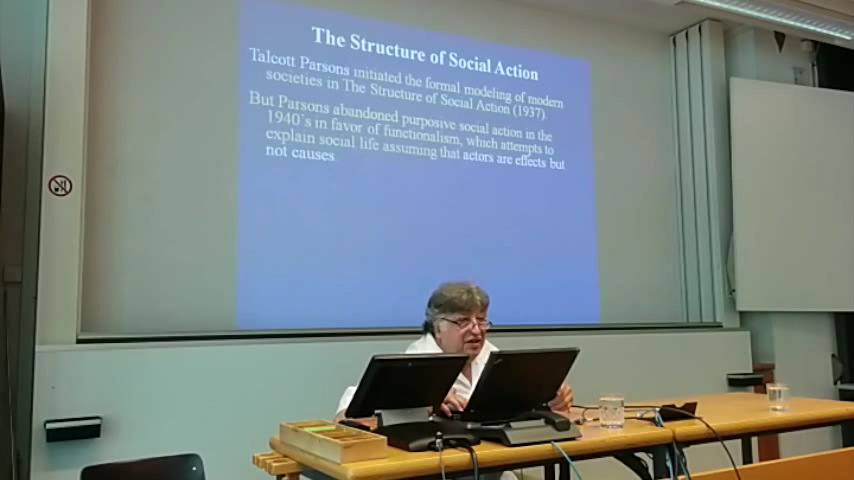 The Structure of Social Action
Talcott Parsons initiated the formal modeling of modern
societies in The Structure of Social Action (1937).
But Parsons abandoned purposive social action in the
1940's in favor of functionalism, which attempts to
explain social life assuming that actors are effects but
not causes.